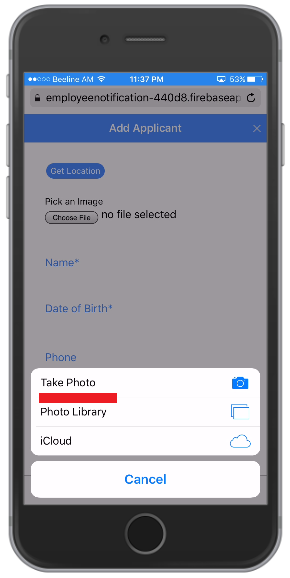 Beeline AM 11:37 PM 53%
employeenotification-440d8.firebaseap
Add Applicant
Get Location
Pick an Image
Choose File no file selected
Name*
Date of Birth*
Phone
Take Photo
Photo Library
iCloud
Cancel